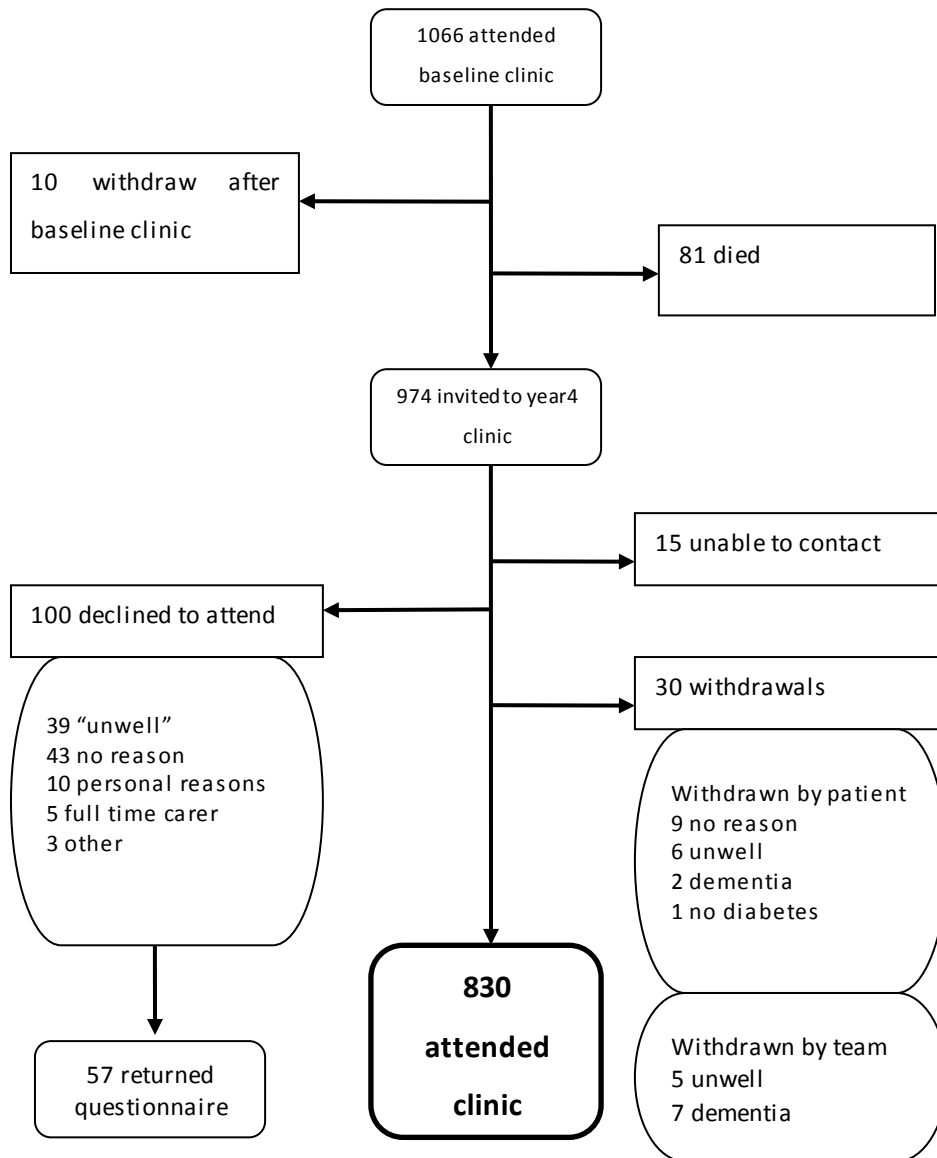 1066 attended
baseline clinic
10 withdraw after
baseline clinic
81 died
974 invited to year4
clinic
15 unable to contact
100 declined to attend
30 withdrawals
39 “unwell”
43 no reason
10 personal reasons
5 full time carer
3 other
Withdrawn by patient
9 no reason
6 unwell
2 dementia
1 no diabetes
830
attended
clinic
Withdrawn by team
5 unwell
7 dementia
57 returned
questionnaire